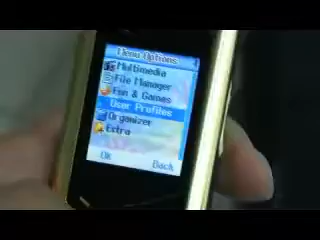 Menu Options
Multimedia
File Manager
Fun & Games
User Profiles
Organizer
Extra
Ok Back